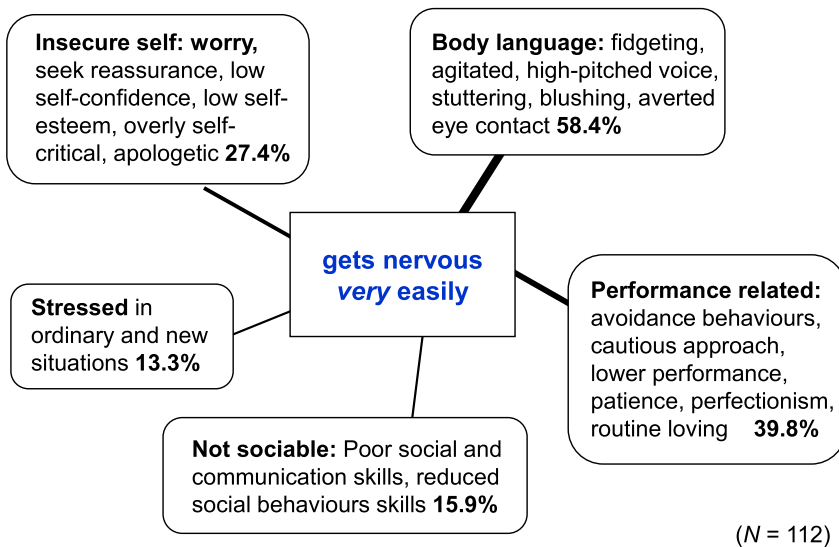 Insecure self: worry,
seek reassurance, low
self-confidence, low self-
esteem, overly self-
critical, apologetic 27.4%
Body language: fidgeting,
agitated, high-pitched voice,
stuttering, blushing, averted
eye contact 58.4%
gets nervous
very easily
Stressed in
ordinary and new
situations 13.3%
Performance related:
avoidance behaviours,
cautious approach,
lower performance,
patience, perfectionism,
routine loving 39.8%
Not sociable: Poor social and
communication skills, reduced
social behaviours skills 15.9%
(N = 112)